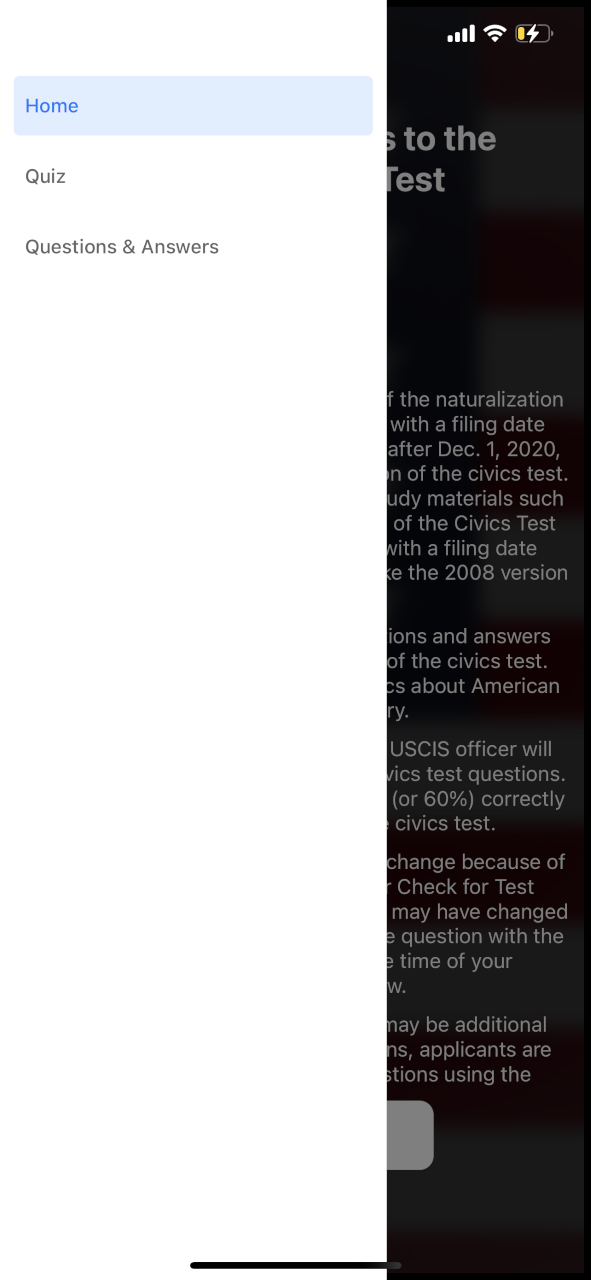 Home
Quiz
Questions & Answers
s to the
Test
f the naturalization
with a filing date
after Dec. 1, 2020,
n of the civics test.
udy materials such
of the Civics Test
with a filing date
ke the 2008 version
ions and answers
of the civics test.
cs about American
ry.
USCIS officer will
vics test questions.
(or 60%) correctly
civics test.
change because of
r Check for Test
may have changed
e question with the
e time of your
w.
may be additional
ns, applicants are
stions using the